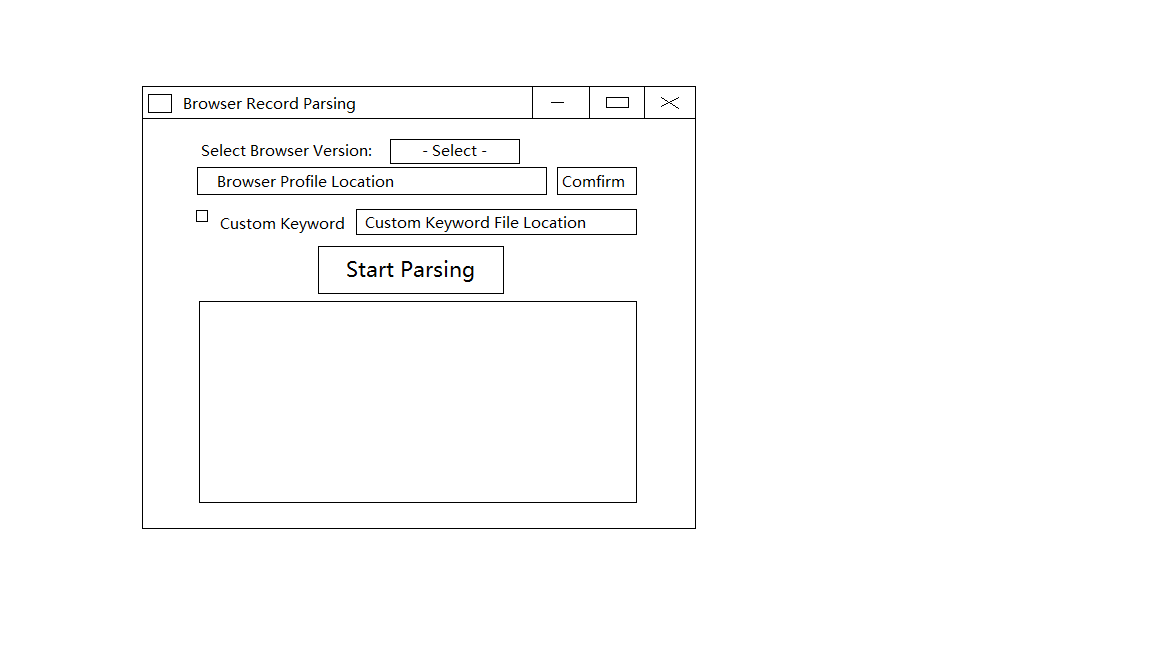 Browser Record Parsing
Select Browser Version: - Select -
Browser Profile Location Comfirm
Custom Keyword Custom Keyword File Location
Start Parsing